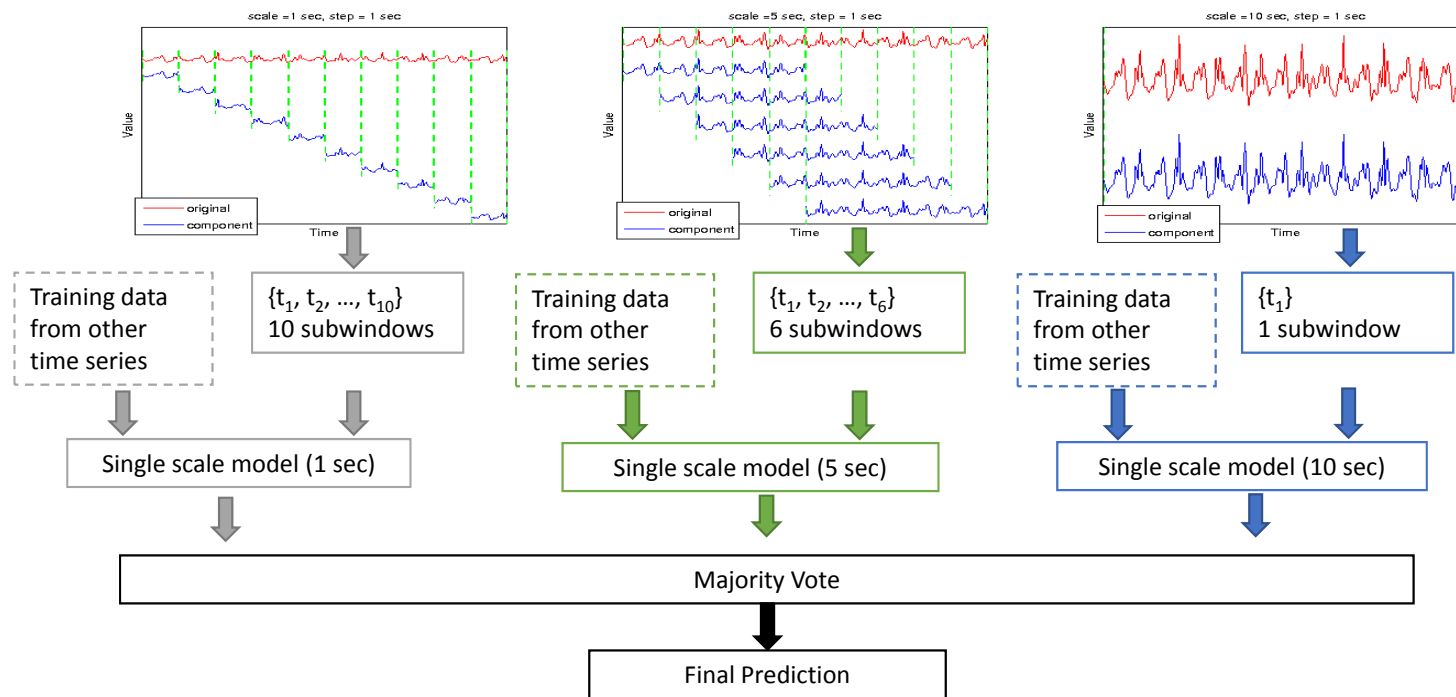 scale =1 sec, step = 1 sec
Value
original
component
Time
scale =5 sec, step = 1 sec
Value
original
component
Time
scale =10 sec, step = 1 sec
Value
original
component
Time
Training data
from other
time series
{t1, t2, …, t10}
10 subwindows
Training data
from other
time series
{t1, t2, …, t6}
6 subwindows
Training data
from other
time series
{t1}
1 subwindow
Single scale model (1 sec)
Single scale model (5 sec)
Single scale model (10 sec)
Majority Vote
Final Prediction